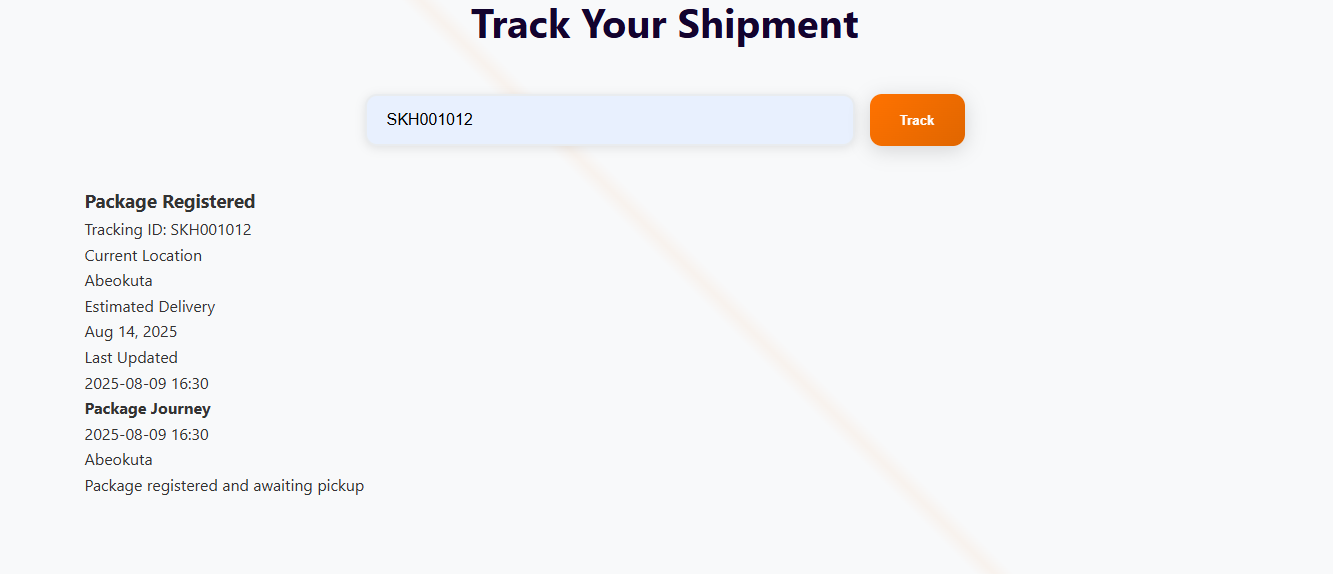 Track Your Shipment
SKH001012
Track
Package Registered
Tracking ID: SKH001012
Current Location
Abeokuta
Estimated Delivery
Aug 14, 2025
Last Updated
2025-08-09 16:30
Package Journey
2025-08-09 16:30
Abeokuta
Package registered and awaiting pickup